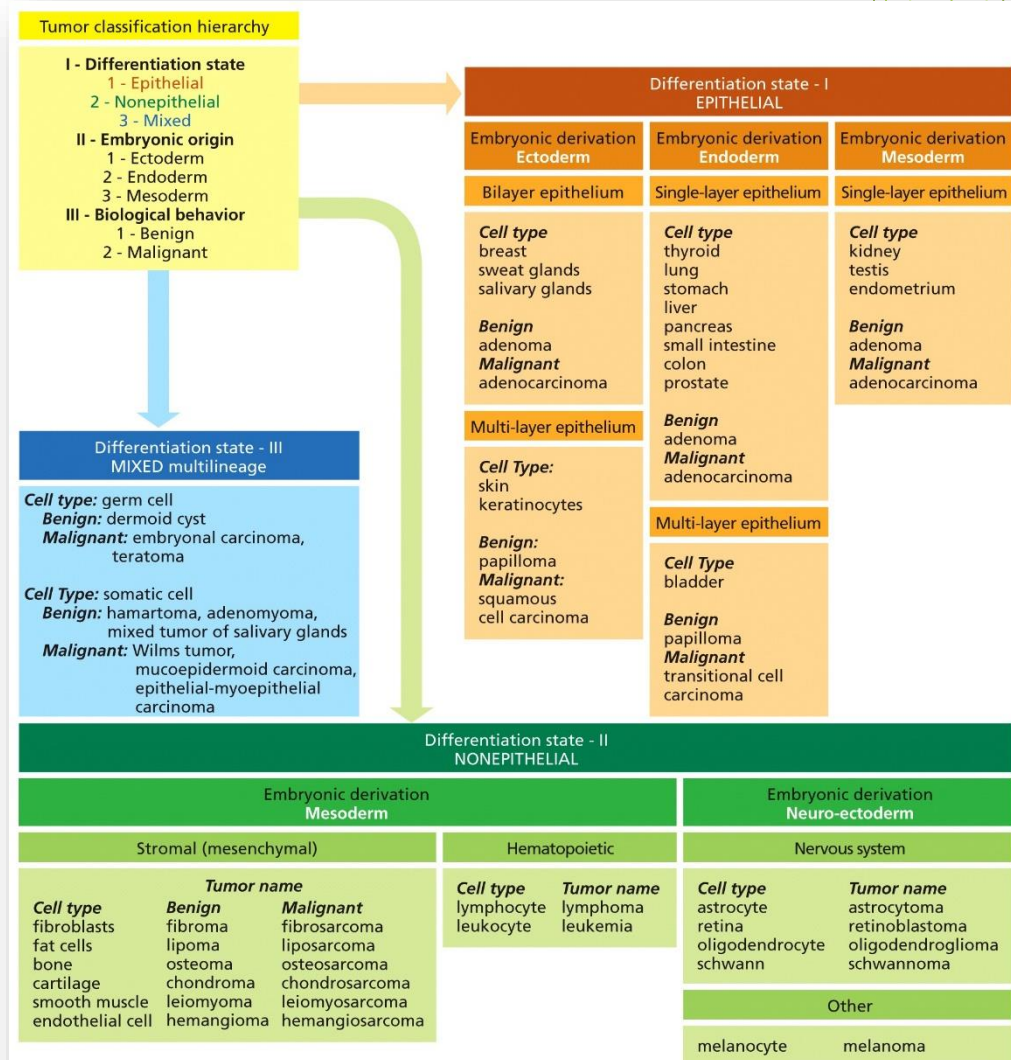 Tumor classification hierarchy
I - Differentiation state
1 - Epithelial
2 - Nonepithelial
3 - Mixed
II - Embryonic origin
1 - Ectoderm
2 - Endoderm
3 - Mesoderm
III - Biological behavior
1 - Benign
2 - Malignant
Differentiation state - I
EPITHELIAL
Embryonic derivation
Ectoderm
Bilayer epithelium
Cell type
breast
sweat glands
salivary glands
Benign
adenoma
Malignant
adenocarcinoma
Multi-layer epithelium
Cell Type:
skin
keratinocytes
Benign:
papilloma
Malignant:
squamous
cell carcinoma
Embryonic derivation
Endoderm
Single-layer epithelium
Cell type
thyroid
lung
stomach
liver
pancreas
small intestine
colon
prostate
Benign
adenoma
Malignant
adenocarcinoma
Multi-layer epithelium
Cell Type
bladder
Benign
papilloma
Malignant
transitional cell
carcinoma
Embryonic derivation
Mesoderm
Single-layer epithelium
Cell type
kidney
testis
endometrium
Benign
adenoma
Malignant
adenocarcinoma
Differentiation state - III
MIXED multilineage
Cell type: germ cell
Benign: dermoid cyst
Malignant: embryonal carcinoma,
teratoma
Cell Type: somatic cell
Benign: hamartoma, adenomyoma,
mixed tumor of salivary glands
Malignant: Wilms tumor,
mucoepidermoid carcinoma,
epithelial-myoepithelial
carcinoma
Differentiation state - II
NONEPITHELIAL
Embryonic derivation
Mesoderm
Stromal (mesenchymal)
Tumor name
Cell type Benign Malignant
fibroblasts fibroma fibrosarcoma
fat cells lipoma liposarcoma
bone osteoma osteosarcoma
cartilage chondroma chondrosarcoma
smooth muscle leiomyoma leiomyosarcoma
endothelial cell hemangioma hemangiosarcoma
Hematopoietic
Cell type Tumor name
lymphocyte lymphoma
leukocyte leukemia
Embryonic derivation
Neuro-ectoderm
Nervous system
Cell type Tumor name
astrocyte astrocytoma
retina retinoblastoma
oligodendrocyte oligodendroglioma
schwann schwannoma
Other
melanocyte melanoma